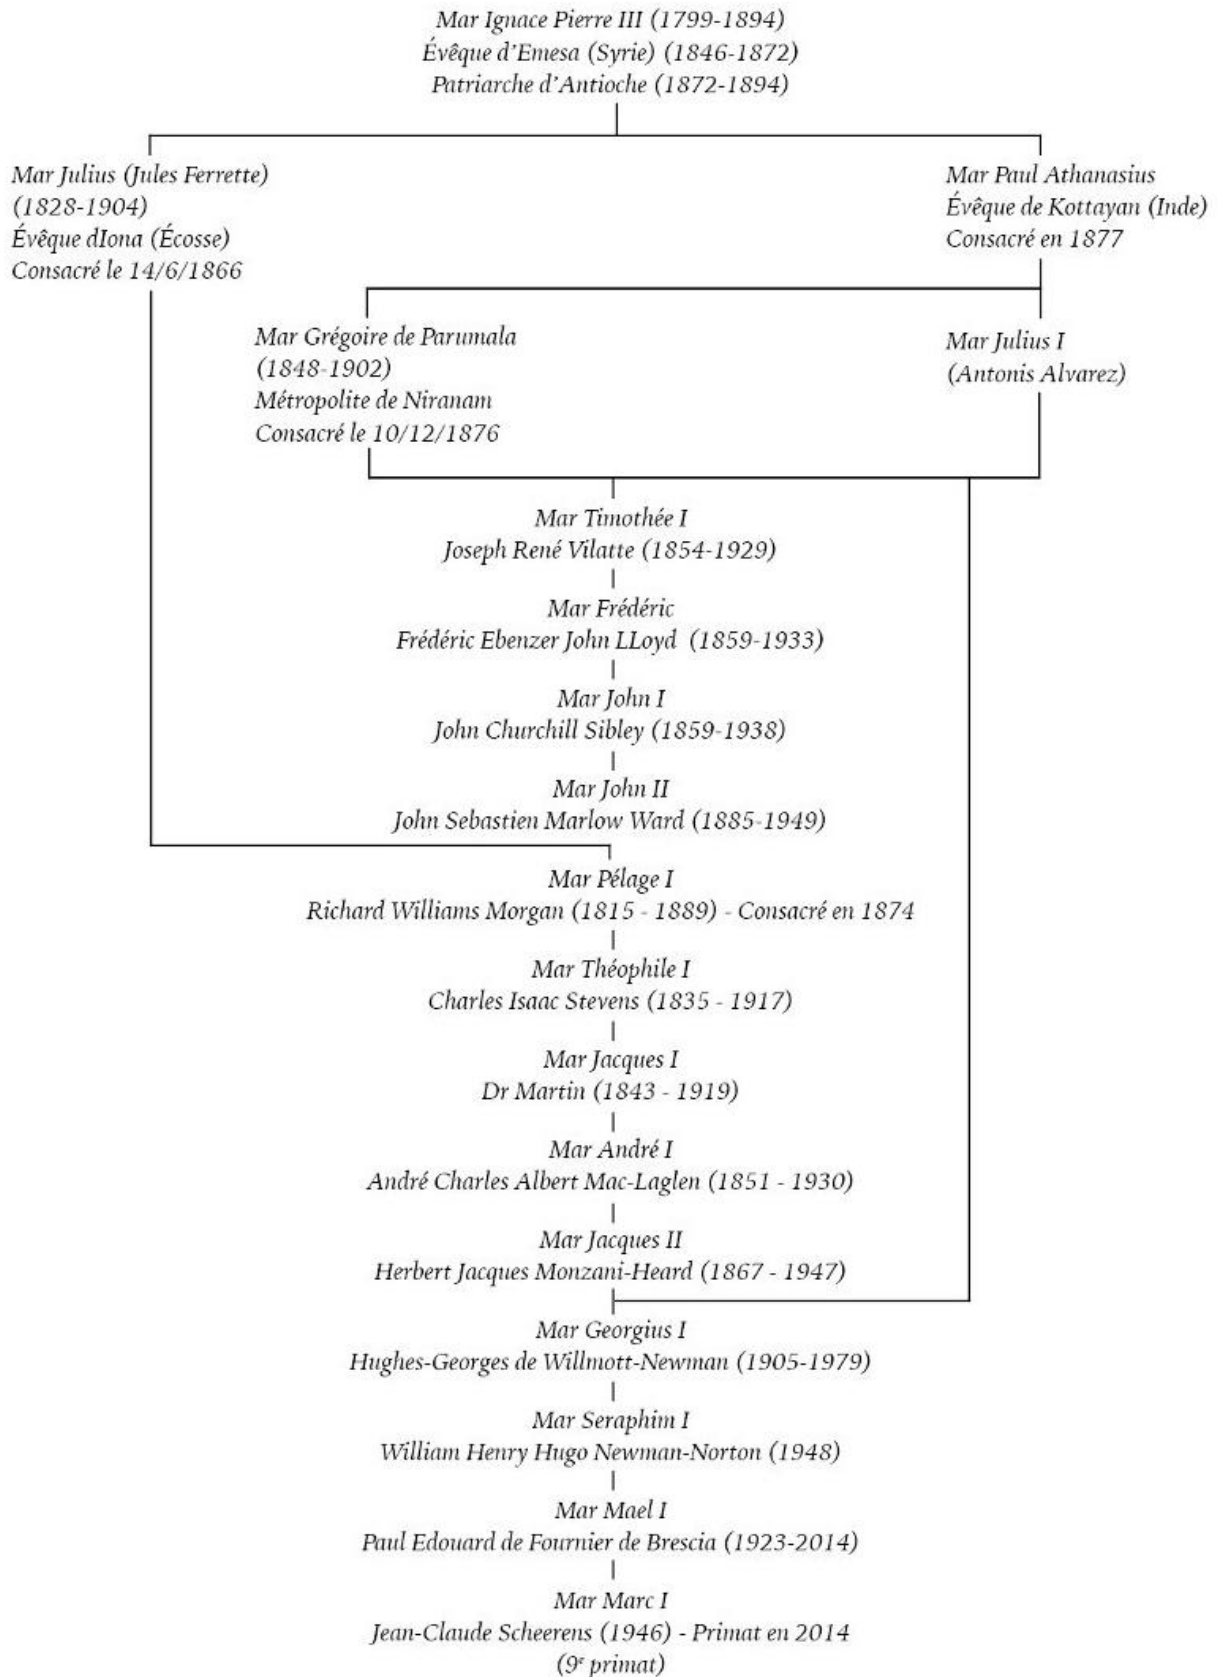 Mar Ignace Pierre III (1799-1894)
Évêque d'Emesa (Syrie) (1846-1872)
Patriarche d'Antioche (1872-1894)
Mar Julius (Jules Ferrette)
(1828-1904)
Évêque dIona (Écosse)
Consacré le 14/6/1866
Mar Paul Athanasius
Évêque de Kottayan (Inde)
Consacré en 1877
Mar Grégoire de Parumala
(1848-1902)
Métropolite de Niranam
Consacré le 10/12/1876
Mar Julius I
(Antonis Alvarez)
Mar Timothée I
Joseph René Vilatte (1854-1929)
Mar Frédéric
Frédéric Ebenzer John LLoyd (1859-1933)
Mar John I
John Churchill Sibley (1859-1938)
Mar John II
John Sebastien Marlow Ward (1885-1949)
Mar Pélage I
Richard Williams Morgan (1815 - 1889) - Consacré en 1874
Mar Théophile I
Charles Isaac Stevens (1835 - 1917)
Mar Jacques I
Dr Martin (1843 - 1919)
Mar André I
André Charles Albert Mac-Laglen (1851 - 1930)
Mar Jacques II
Herbert Jacques Monzani-Heard (1867 - 1947)
Mar Georgius I
Hughes-Georges de Willmott-Newman (1905-1979)
Mar Seraphim I
William Henry Hugo Newman-Norton (1948)
Mar Mael I
Paul Edouard de Fournier de Brescia (1923-2014)
Mar Marc I
Jean-Claude Scheerens (1946) - Primat en 2014
(9e primat)